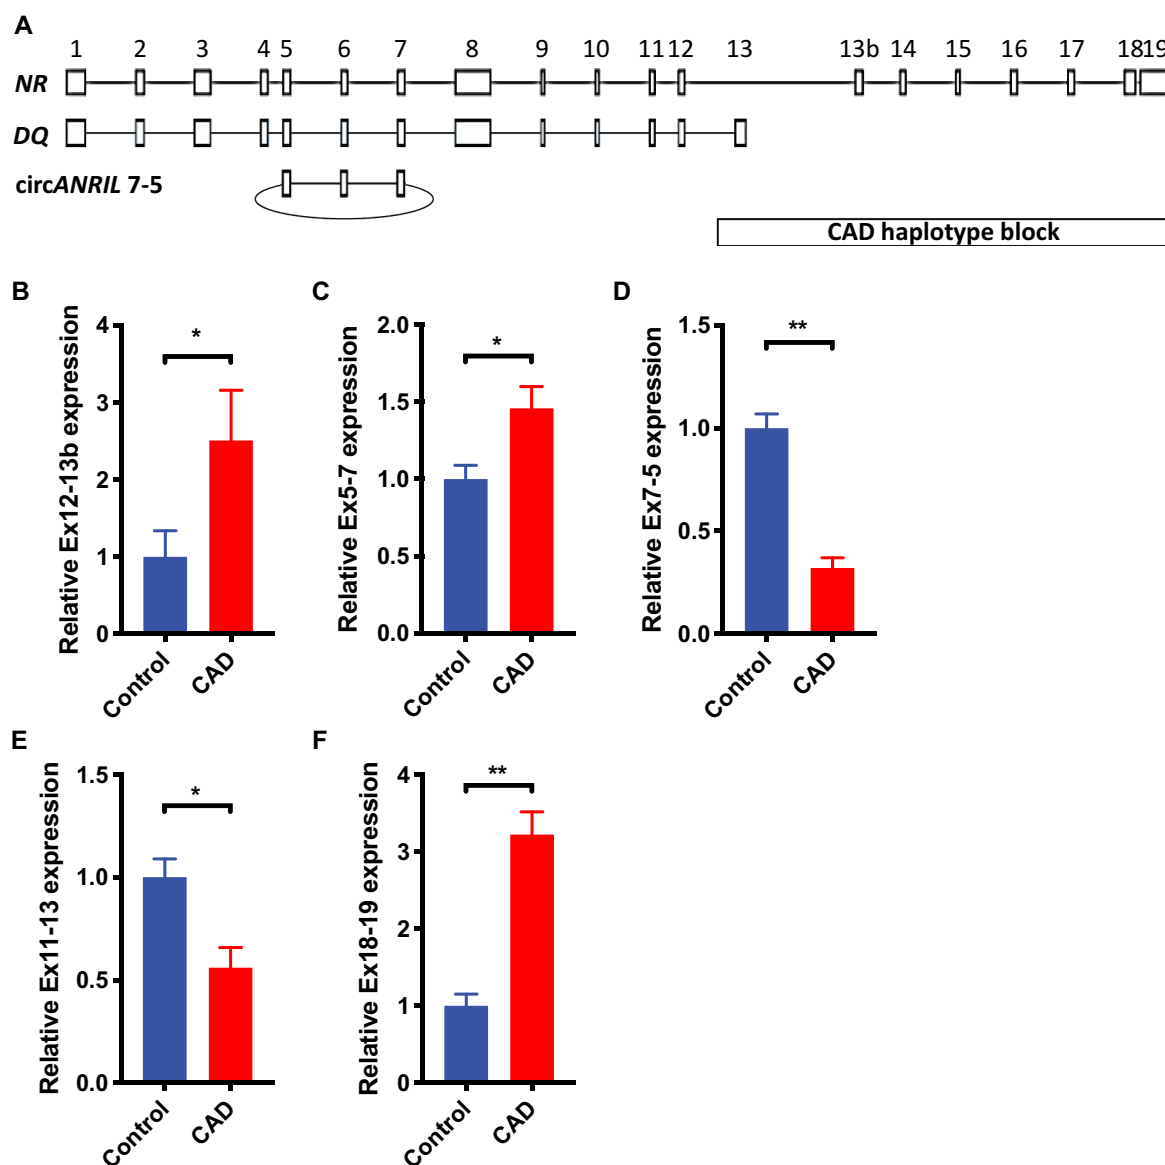 A
1 2 3 4 5 6 7 8 9 10 11 12 13 13b 14 15 16 17 18 19
NR
DQ
circANRIL 7-5
CAD haplotype block
B
Relative Ex12-13b expression
4
3
2
1
0
*
Control
CAD
C
Relative Ex5-7 expression
2.0
1.5
1.0
0.5
0.0
*
Control
CAD
D
Relative Ex7-5 expression
1.5
1.0
0.5
0.0
**
Control
CAD
E
Relative Ex11-13 expression
1.5
1.0
0.5
0.0
*
Control
CAD
F
Relative Ex18-19 expression
4
3
2
1
0
**
Control
CAD